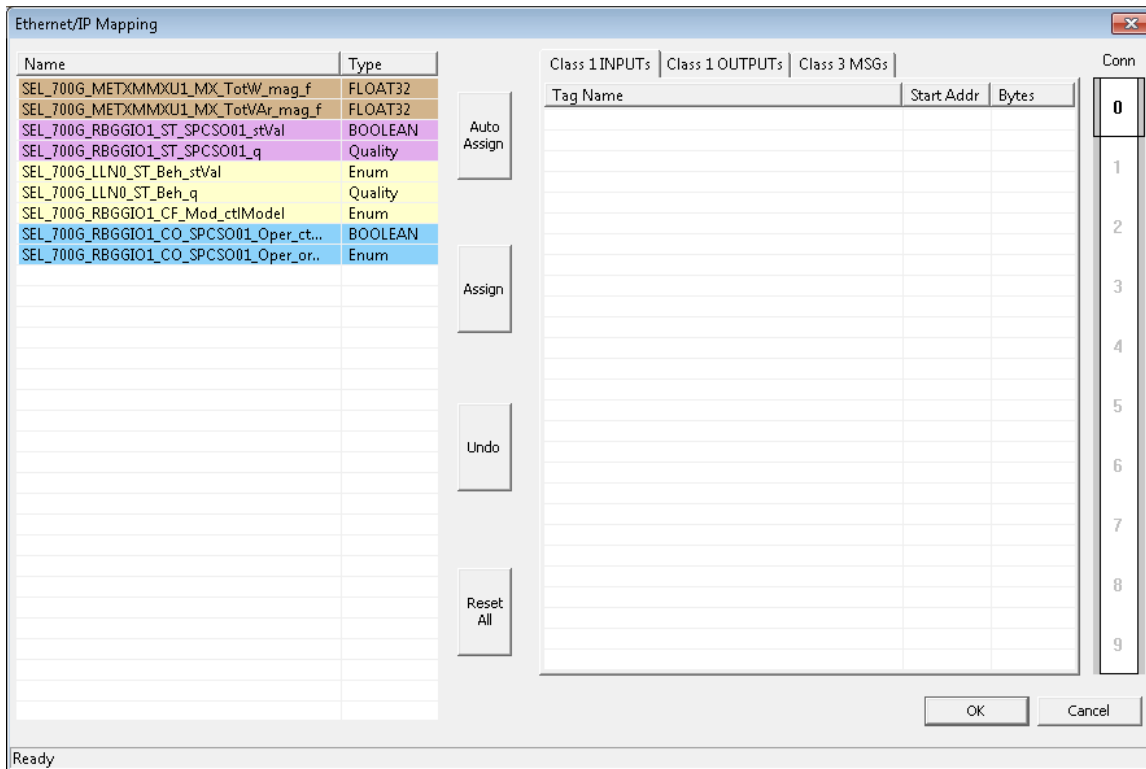 Ethernet/IP Mapping
Name Type
SEL_700G_METXMMXU1_MX_TotW_mag_f FLOAT32
SEL_700G_METXMMXU1_MX_TotVAr_mag_f FLOAT32
SEL_700G_RBGGIO1_ST_SPCSO01_stVal BOOLEAN
SEL_700G_RBGGIO1_ST_SPCSO01_q Quality
SEL_700G_LLN0_ST_Beh_stVal Enum
SEL_700G_LLN0_ST_Beh_q Quality
SEL_700G_RBGGIO1_CF_Mod_ctlModel Enum
SEL_700G_RBGGIO1_CO_SPCSO01_Oper_ct... BOOLEAN
SEL_700G_RBGGIO1_CO_SPCSO01_Oper_or.. Enum
Auto
Assign
Assign
Undo
Reset
All
Class 1 INPUTs Class 1 OUTPUTs Class 3 MSGs
Tag Name Start Addr Bytes
Conn
0
1
2
3
4
5
6
7
8
9
OK Cancel
Ready